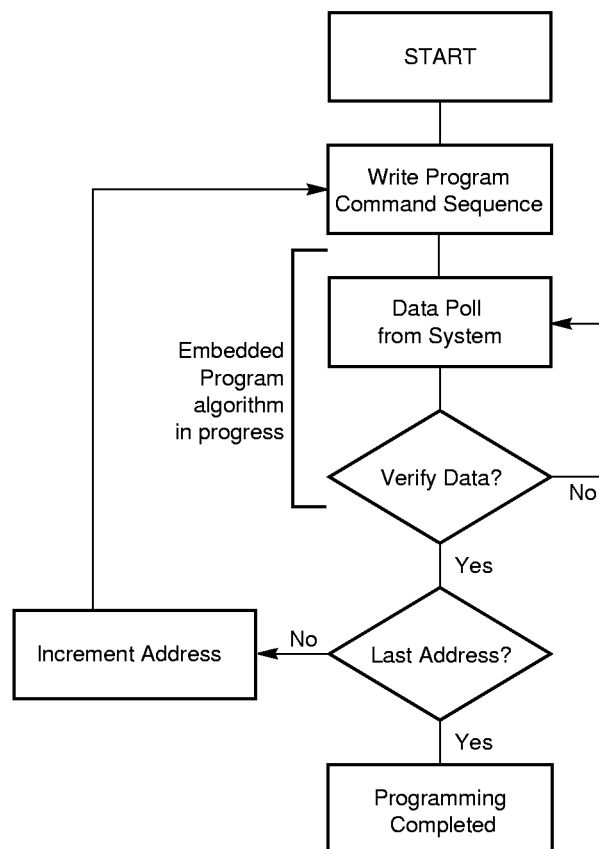 START
Write Program
Command Sequence
Data Poll
from System
Embedded
Program
algorithm
in progress
Verify Data?
No
Yes
Increment Address
No
Last Address?
Yes
Programming
Completed